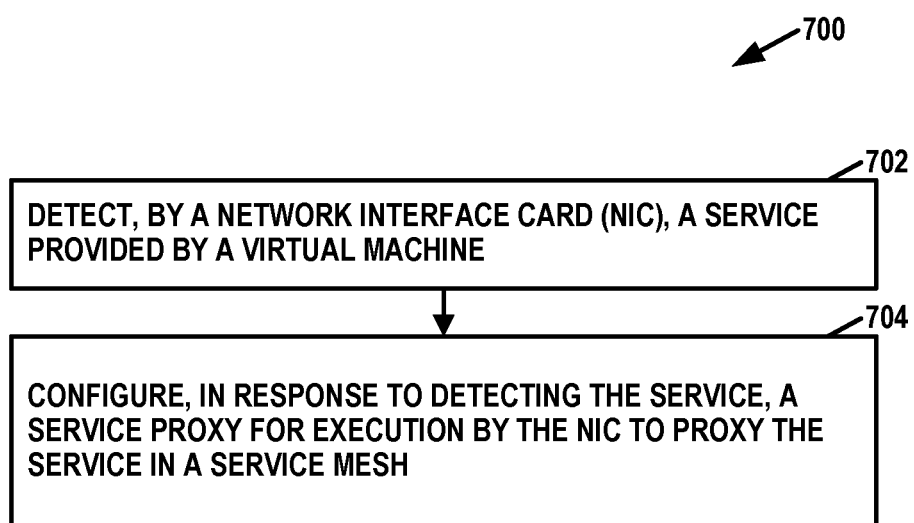 700
702
DETECT, BY A NETWORK INTERFACE CARD (NIC), A SERVICE
PROVIDED BY A VIRTUAL MACHINE
704
CONFIGURE, IN RESPONSE TO DETECTING THE SERVICE, A
SERVICE PROXY FOR EXECUTION BY THE NIC TO PROXY THE
SERVICE IN A SERVICE MESH